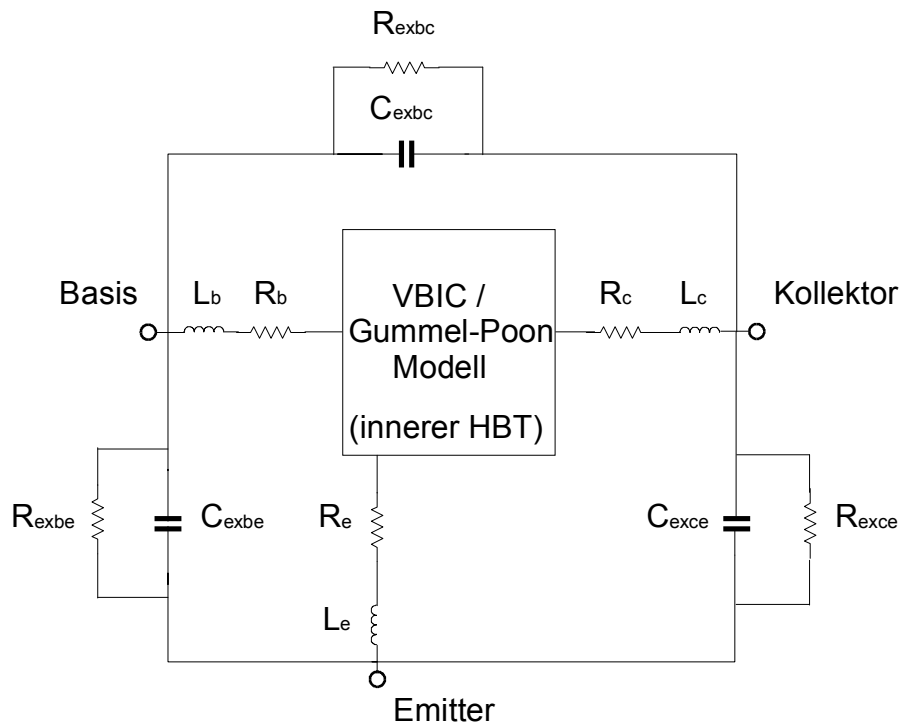 Rexbc
Cexbc
Basis
Lb
Rb
VBIC /
Gummel-Poon
Modell
(innerer HBT)
Rc
Lc
Kollektor
Rexbe
Cexbe
Re
Cexce
Rexce
Le
Emitter